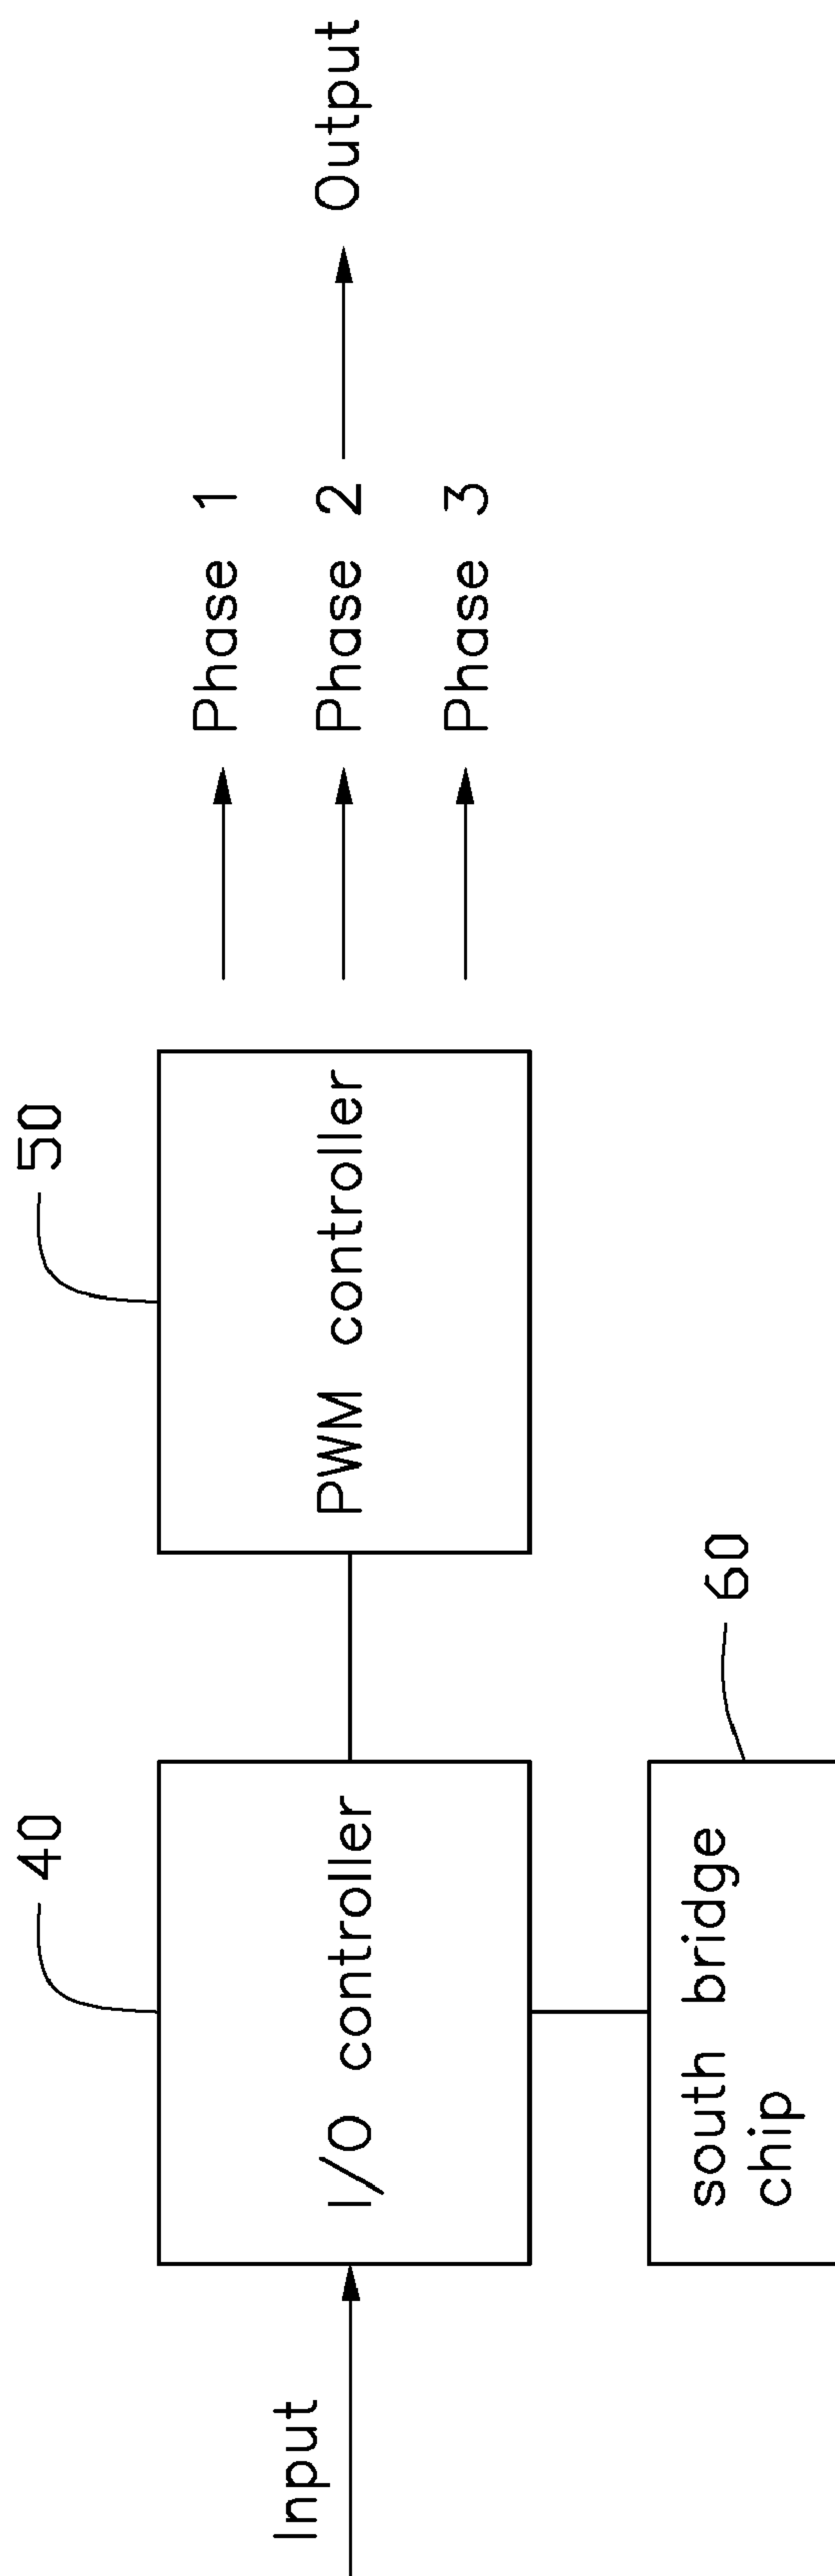 Input
40
I/O controller
south bridge
chip
60
50
PWM controller
Phase 1
Phase 2
Phase 3
Output